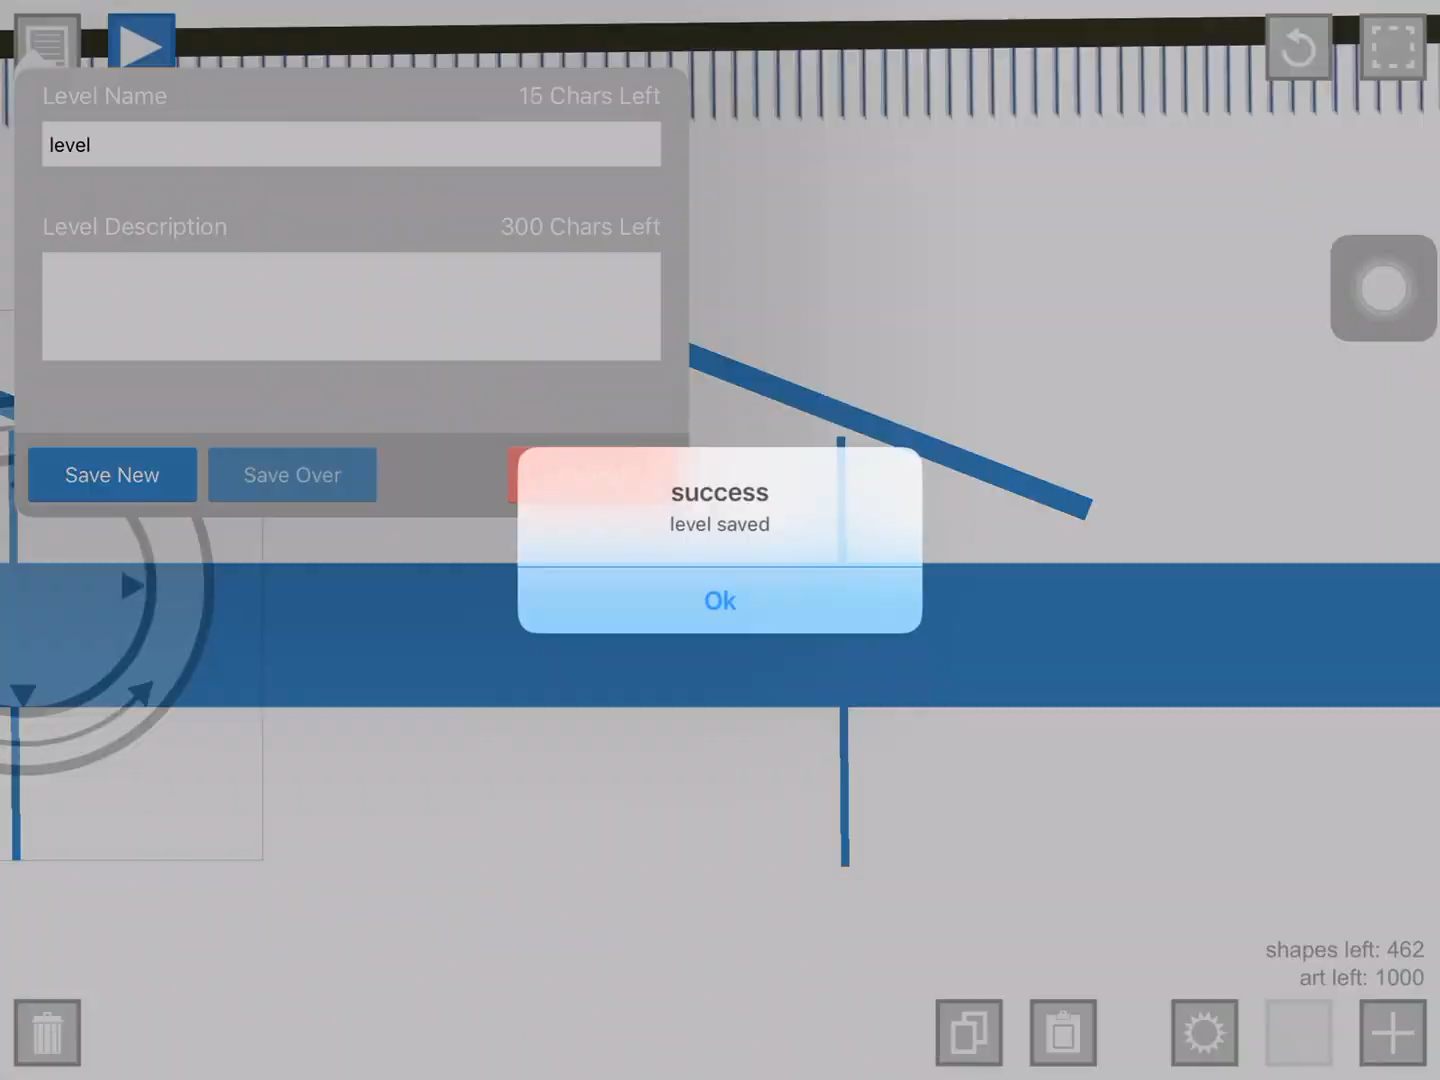 Level Name
15 Chars Left
level
Level Description
300 Chars Left
Save New
Save Over
success
level saved
Ok
shapes left: 462
art left: 1000